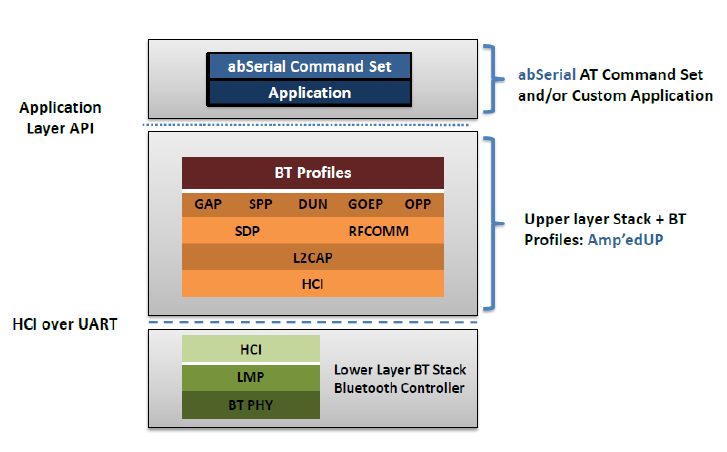 abSerial Command Set
Application
abSerial AT Command Set
and/or Custom Application
Application
Layer API
BT Profiles
GAP SPP DUN GOEP OPP
SDP RFCOMM
L2CAP
HCI
Upper layer Stack + BT
Profiles: Amp'edUP
HCI over UART
HCI
LMP
BT PHY
Lower Layer BT Stack
Bluetooth Controller